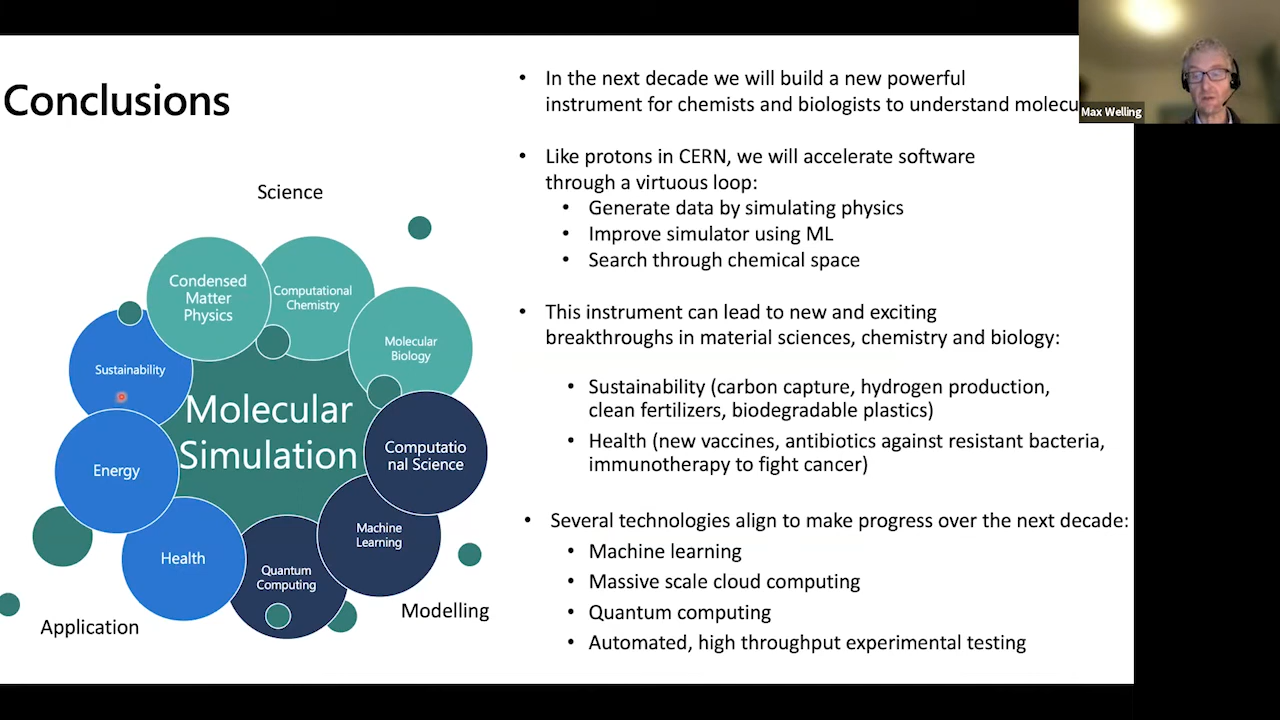 Conclusions
Science
Condensed
Matter
Physics
Computational
Chemistry
Molecular
Biology
Sustainability
Molecular
Simulation
Computatio
nal Science
Energy
Machine
Learning
Health
Quantum
Computing
Modelling
Application
• In the next decade we will build a new powerful
instrument for chemists and biologists to understand molecu
• Like protons in CERN, we will accelerate software
through a virtuous loop:
• Generate data by simulating physics
• Improve simulator using ML
• Search through chemical space
• This instrument can lead to new and exciting
breakthroughs in material sciences, chemistry and biology:
• Sustainability (carbon capture, hydrogen production,
clean fertilizers, biodegradable plastics)
• Health (new vaccines, antibiotics against resistant bacteria,
immunotherapy to fight cancer)
• Several technologies align to make progress over the next decade:
• Machine learning
• Massive scale cloud computing
• Quantum computing
• Automated, high throughput experimental testing
Max Welling